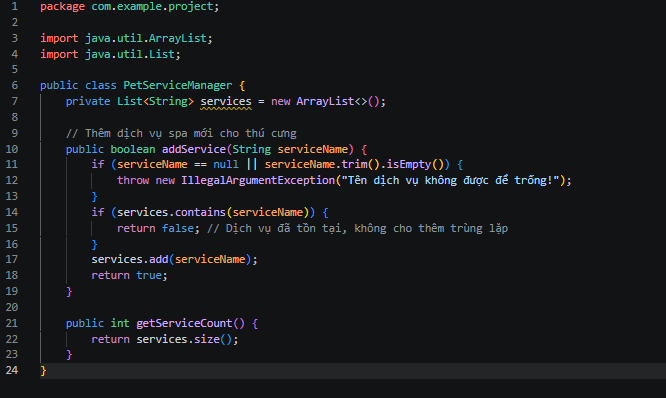 1 package com.example.project;
2
3 import java.util.ArrayList;
4 import java.util.List;
5
6 public class PetServiceManager {
7     private List<String> services = new ArrayList<>();
8
9     // Thêm dịch vụ spa mới cho thú cưng
10     public boolean addService(String serviceName) {
11         if (serviceName == null || serviceName.trim().isEmpty()) {
12             throw new IllegalArgumentException("Tên dịch vụ không được để trống!");
13         }
14         if (services.contains(serviceName)) {
15             return false; // Dịch vụ đã tồn tại, không cho thêm trùng lặp
16         }
17         services.add(serviceName);
18         return true;
19     }
20
21     public int getServiceCount() {
22         return services.size();
23     }
24 }